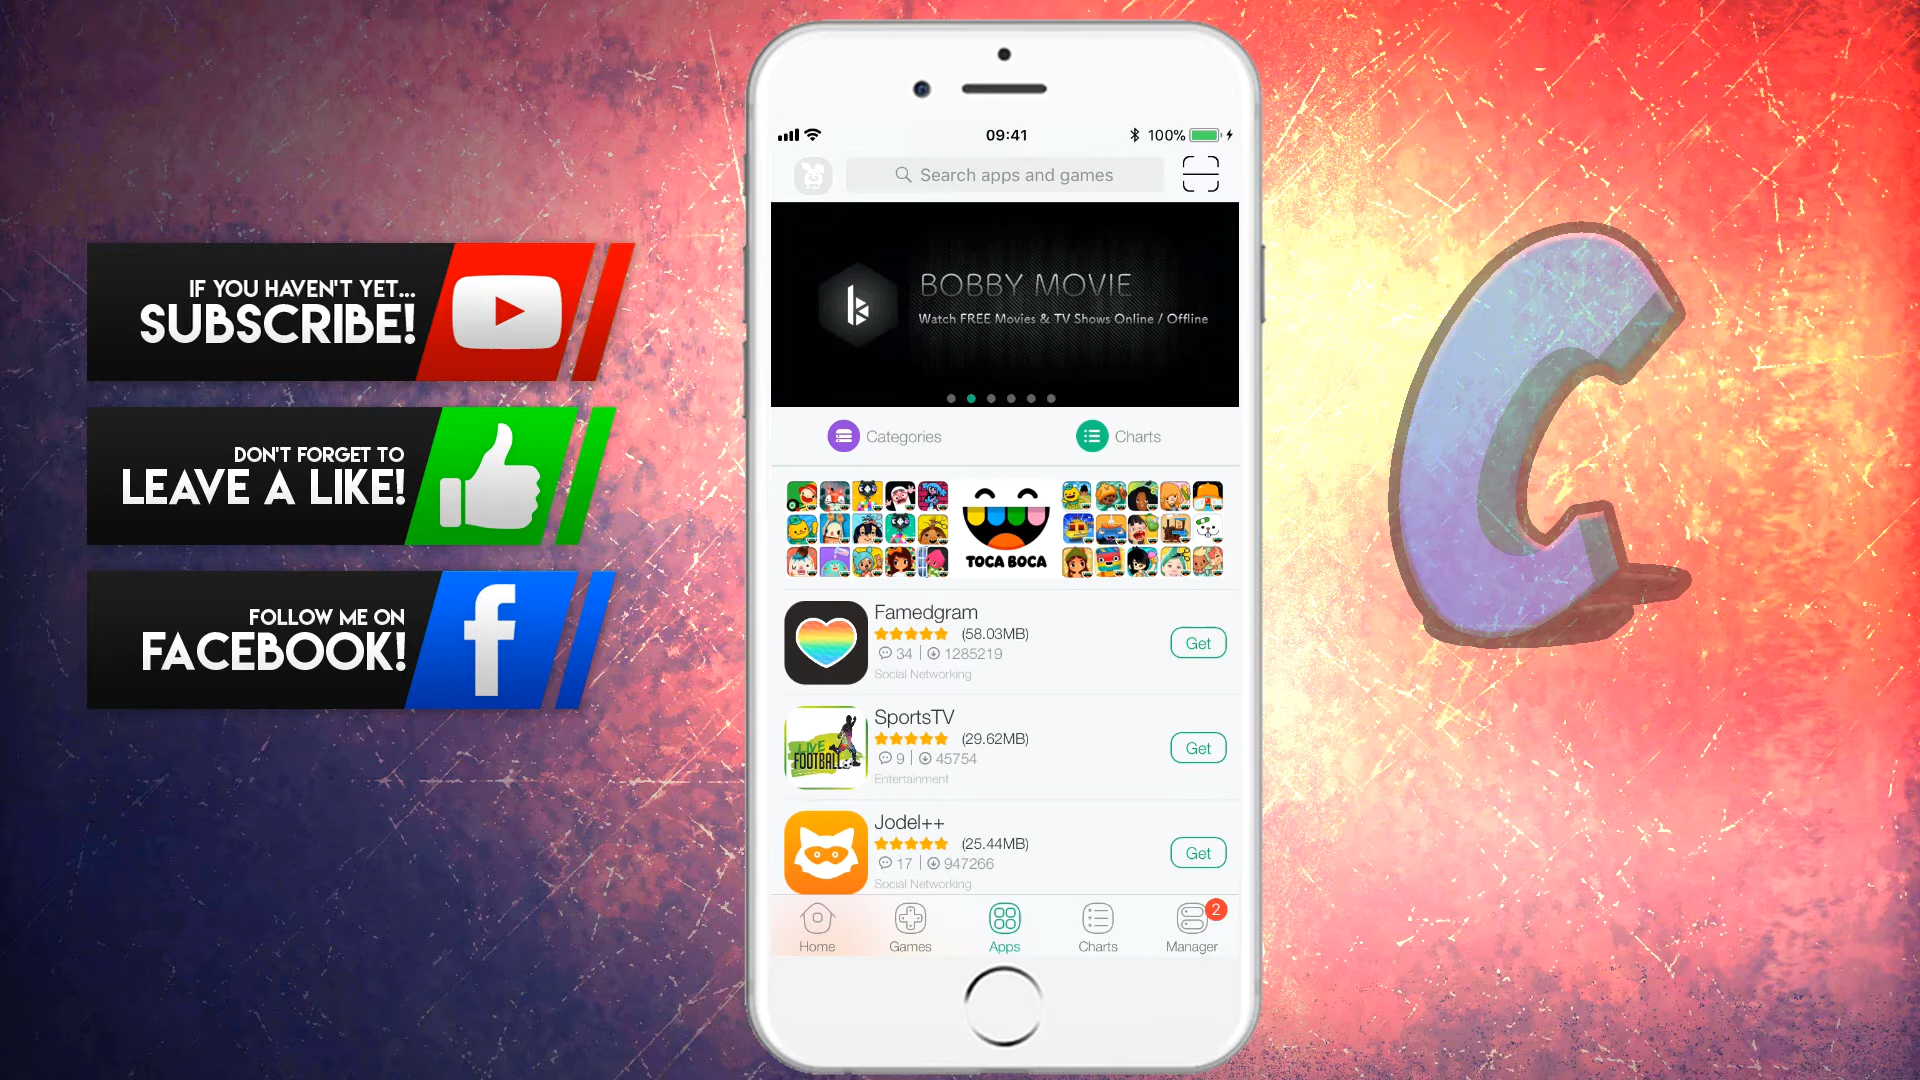 IF YOU HAVEN'T YET...
SUBSCRIBE!
DON'T FORGET TO
LEAVE A LIKE!
FOLLOW ME ON
FACEBOOK!
09:41
100%
Search apps and games
BOBBY MOVIE
Watch FREE Movies & TV Shows Online / Offline
Categories
Charts
TOCA BOCA
Famedgram
(58.03MB)
34 | 1285219
Social Networking
Get
LIVE
FOOTBALL
SportsTV
(29.62MB)
9 | 45754
Entertainment
Get
Jodel++
(25.44MB)
17 | 947266
Social Networking
Get
Home
Games
Apps
Charts
Manager
2
C